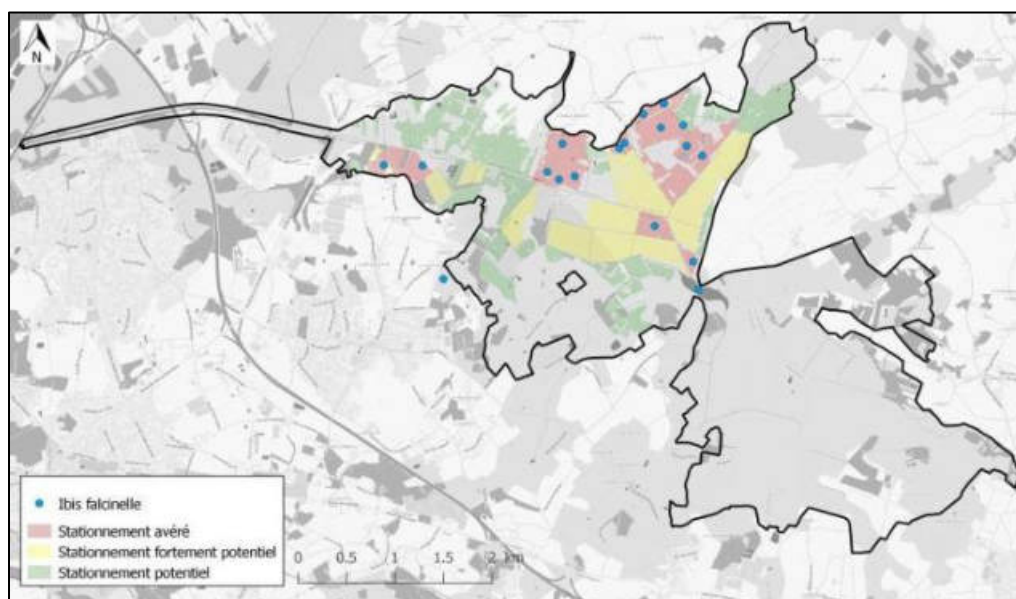 N
Ibis falcinelle
Stationnement avéré
Stationnement fortement potentiel
Stationnement potentiel
0 0.5 1 1.5 2 km